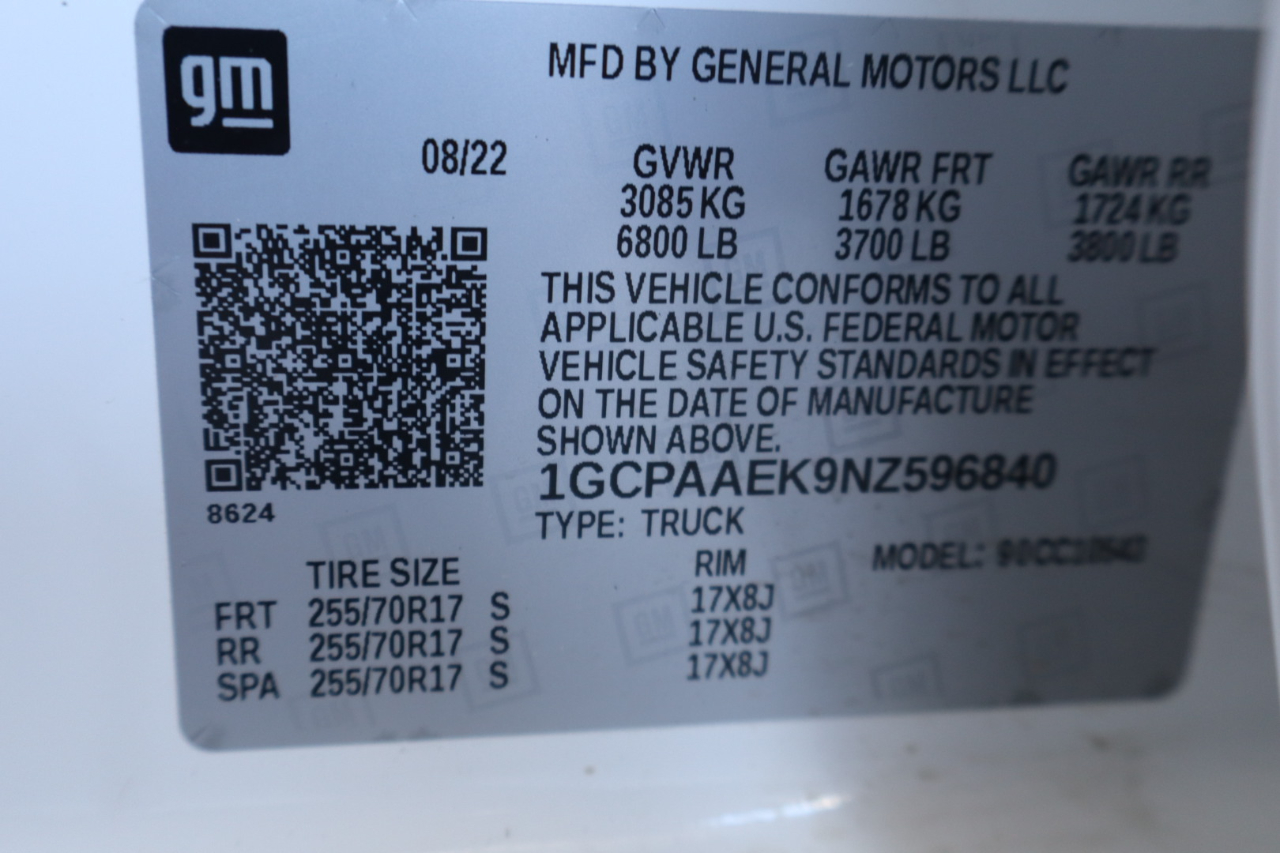 gm
MFD BY GENERAL MOTORS LLC
08/22 GVWR GAWR FRT GAWR RR
3085 KG 1678 KG 1724 KG
6800 LB 3700 LB 3800 LB
THIS VEHICLE CONFORMS TO ALL
APPLICABLE U.S. FEDERAL MOTOR
VEHICLE SAFETY STANDARDS IN EFFECT
ON THE DATE OF MANUFACTURE
SHOWN ABOVE.
1GCPAAEK9NZ596840
8624
TYPE: TRUCK
MODEL:
TIRE SIZE RIM
FRT 255/70R17 S 17X8J
RR 255/70R17 S 17X8J
SPA 255/70R17 S 17X8J